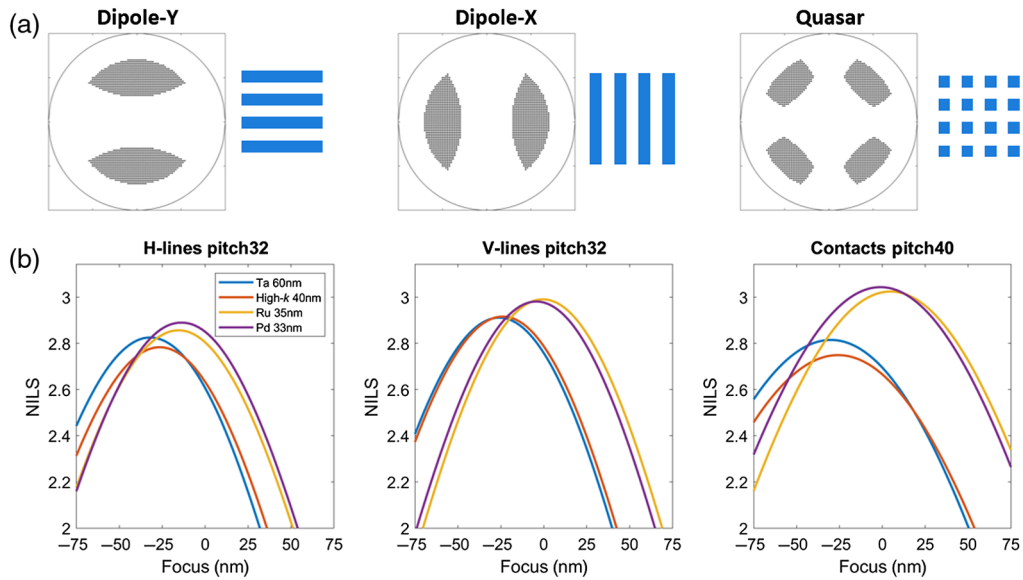 (a)
Dipole-Y
Dipole-X
Quasar
(b)
H-lines pitch32
3
2.8
2.6
2.4
2.2
2
NILS
Ta 60nm
High-k 40nm
Ru 35nm
Pd 33nm
−75 −50 −25 0 25 50 75
Focus (nm)
V-lines pitch32
3
2.8
2.6
2.4
2.2
2
NILS
−75 −50 −25 0 25 50 75
Focus (nm)
Contacts pitch40
3
2.8
2.6
2.4
2.2
2
NILS
−75 −50 −25 0 25 50 75
Focus (nm)